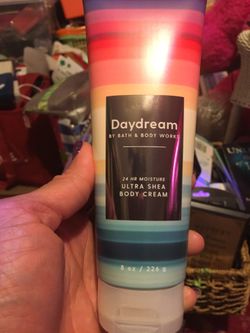 Daydream
BY BATH & BODY WORKS
24 HR MOISTURE
ULTRA SHEA
BODY CREAM
8 oz / 226 g